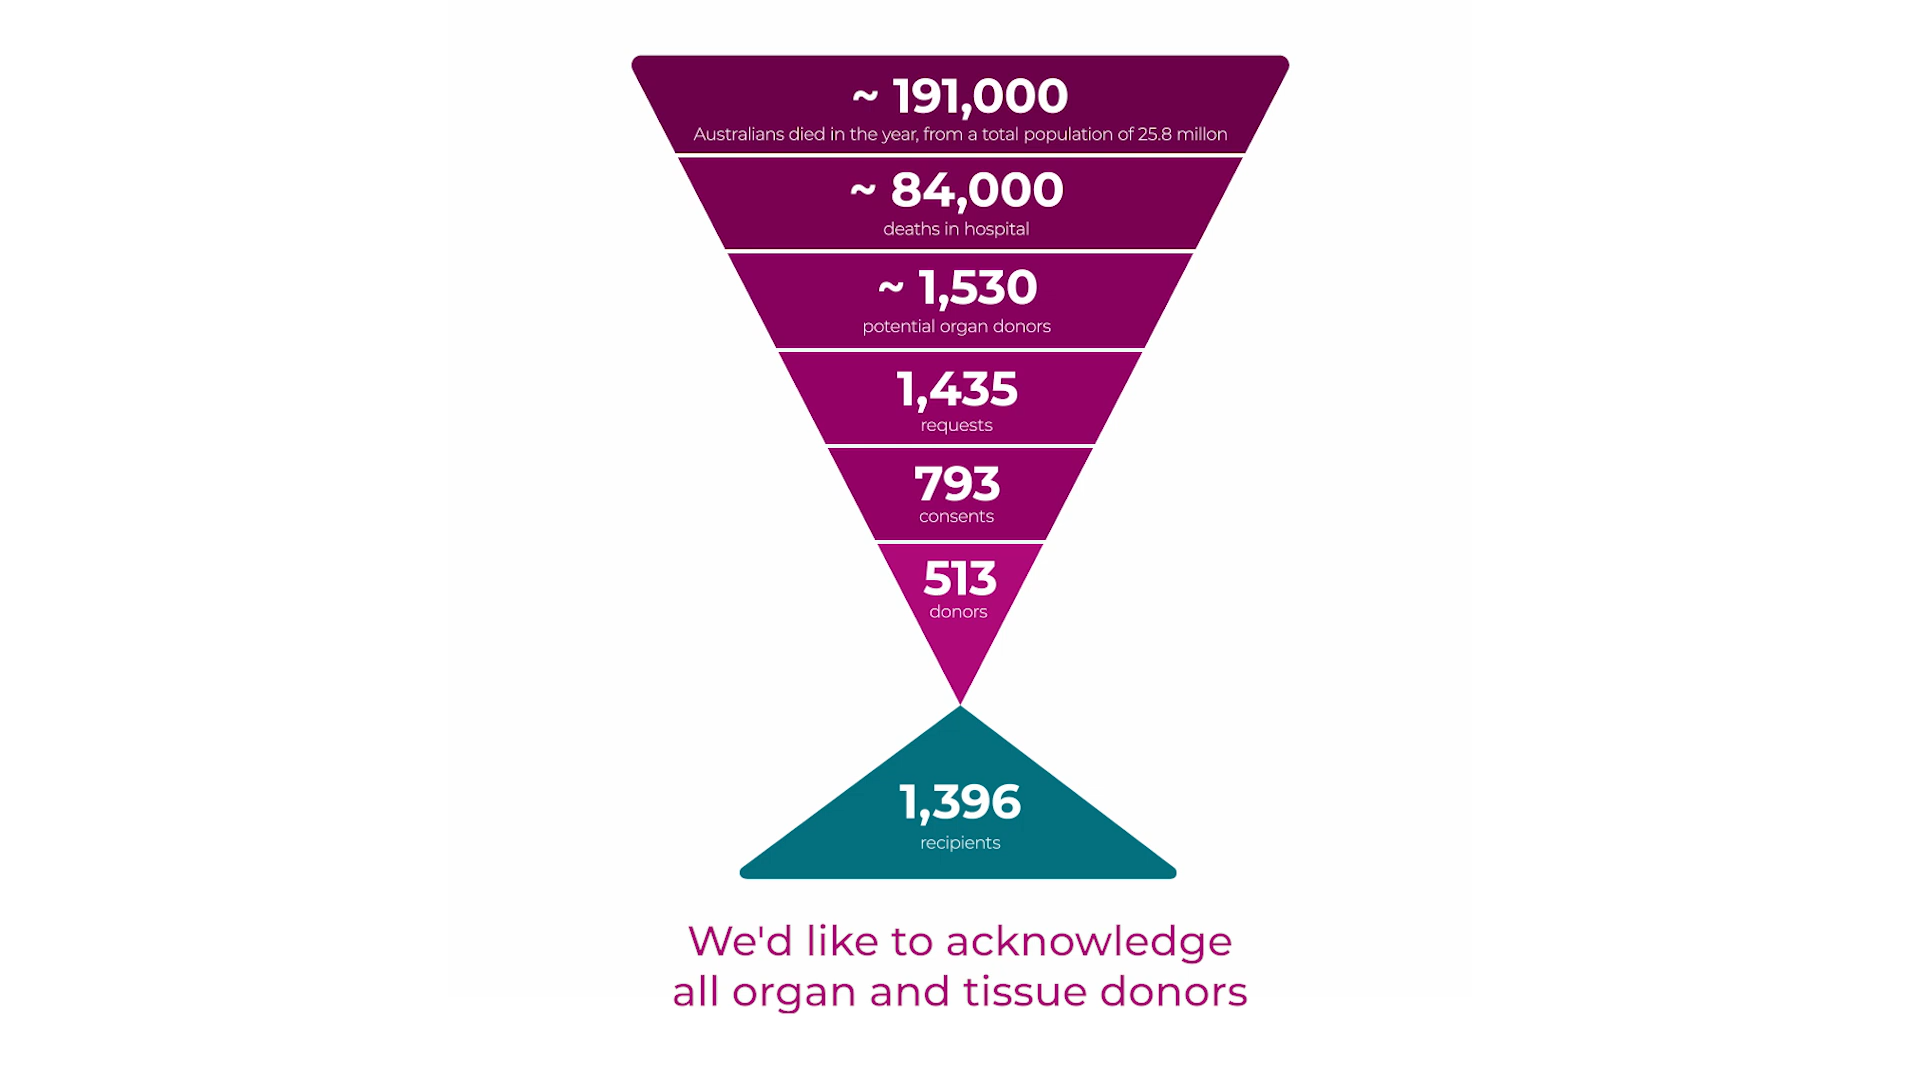 ~ 191,000
Australians died in the year, from a total population of 25.8 millon
~ 84,000
deaths in hospital
~ 1,530
potential organ donors
1,435
requests
793
consents
513
donors
1,396
recipients
We'd like to acknowledge
all organ and tissue donors